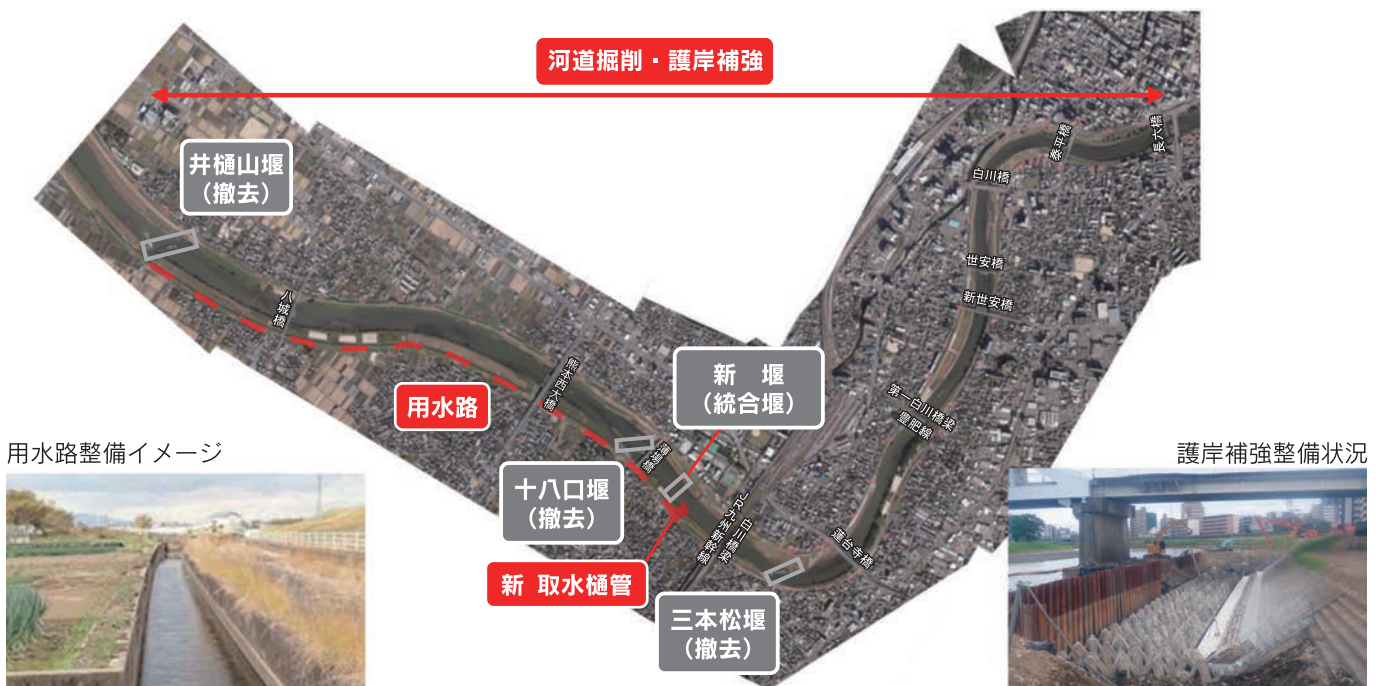 河道掘削・護岸補強
井樋山堰
（撤去）
長六橋
泰平橋
白川橋
世安橋
新世安橋
八城橋
熊本西大橋
新　堰
（統合堰）
用水路
第一白川橋梁
豊肥線
蓮台寺橋
薄場橋
十八口堰
（撤去）
白川橋梁
JR九州新幹線
新 取水樋管
三本松堰
（撤去）
用水路整備イメージ
護岸補強整備状況